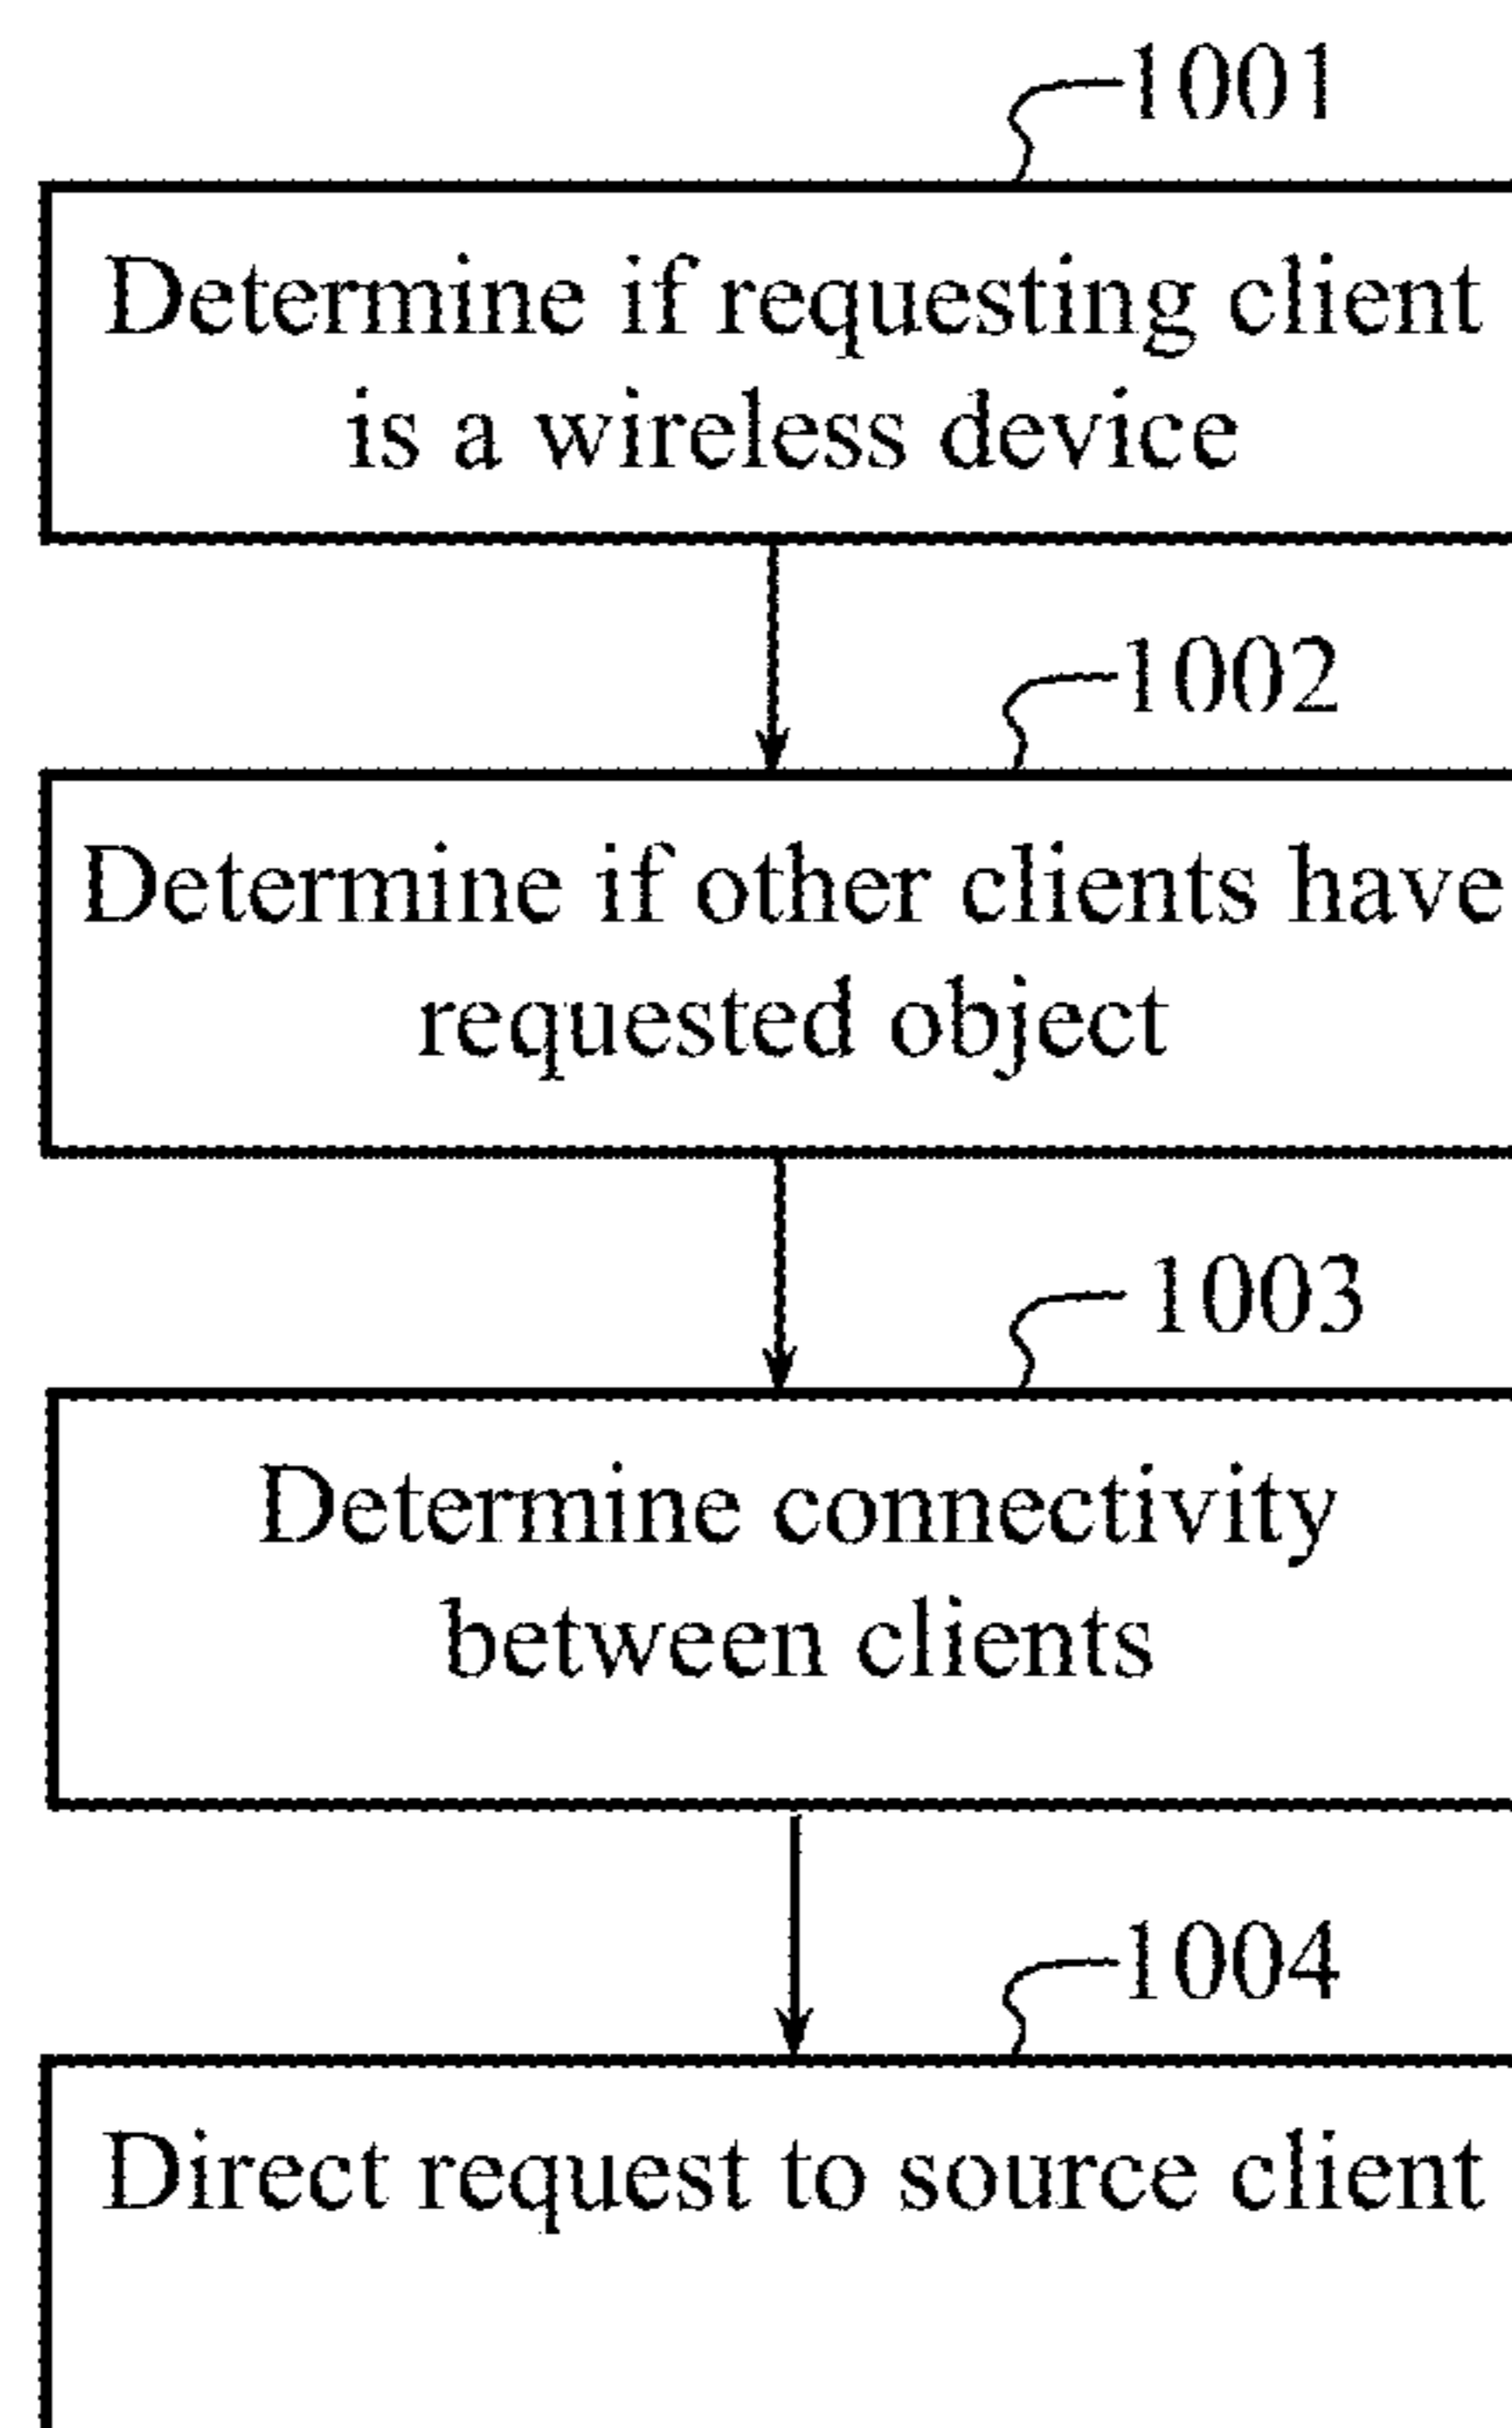 1001
Determine if requesting client
is a wireless device
1002
Determine if other clients have
requested object
1003
Determine connectivity
between clients
1004
Direct request to source client